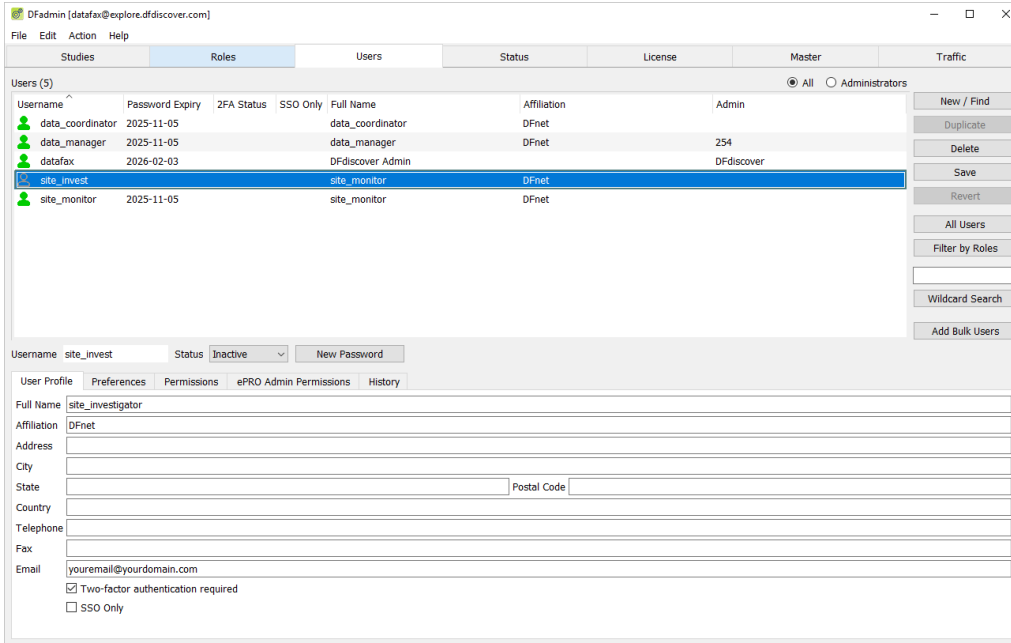 DFadmin [datafax@explore.dfdiscover.com]
File Edit Action Help
Studies Roles Users Status License Master Traffic
Users (5) All Administrators
Username Password Expiry 2FA Status SSO Only Full Name Affiliation Admin
data_coordinator 2025-11-05 data_coordinator DFnet
data_manager 2025-11-05 data_manager DFnet 254
datafax 2026-02-03 DFdiscover Admin DFdiscover
site_invest site_monitor DFnet
site_monitor 2025-11-05 site_monitor DFnet
New / Find
Duplicate
Delete
Save
Revert
All Users
Filter by Roles
Wildcard Search
Add Bulk Users
Username site_invest Status Inactive New Password
User Profile Preferences Permissions ePRO Admin Permissions History
Full Name site_investigator
Affiliation DFnet
Address
City
State Postal Code
Country
Telephone
Fax
Email youremail@yourdomain.com
Two-factor authentication required
SSO Only